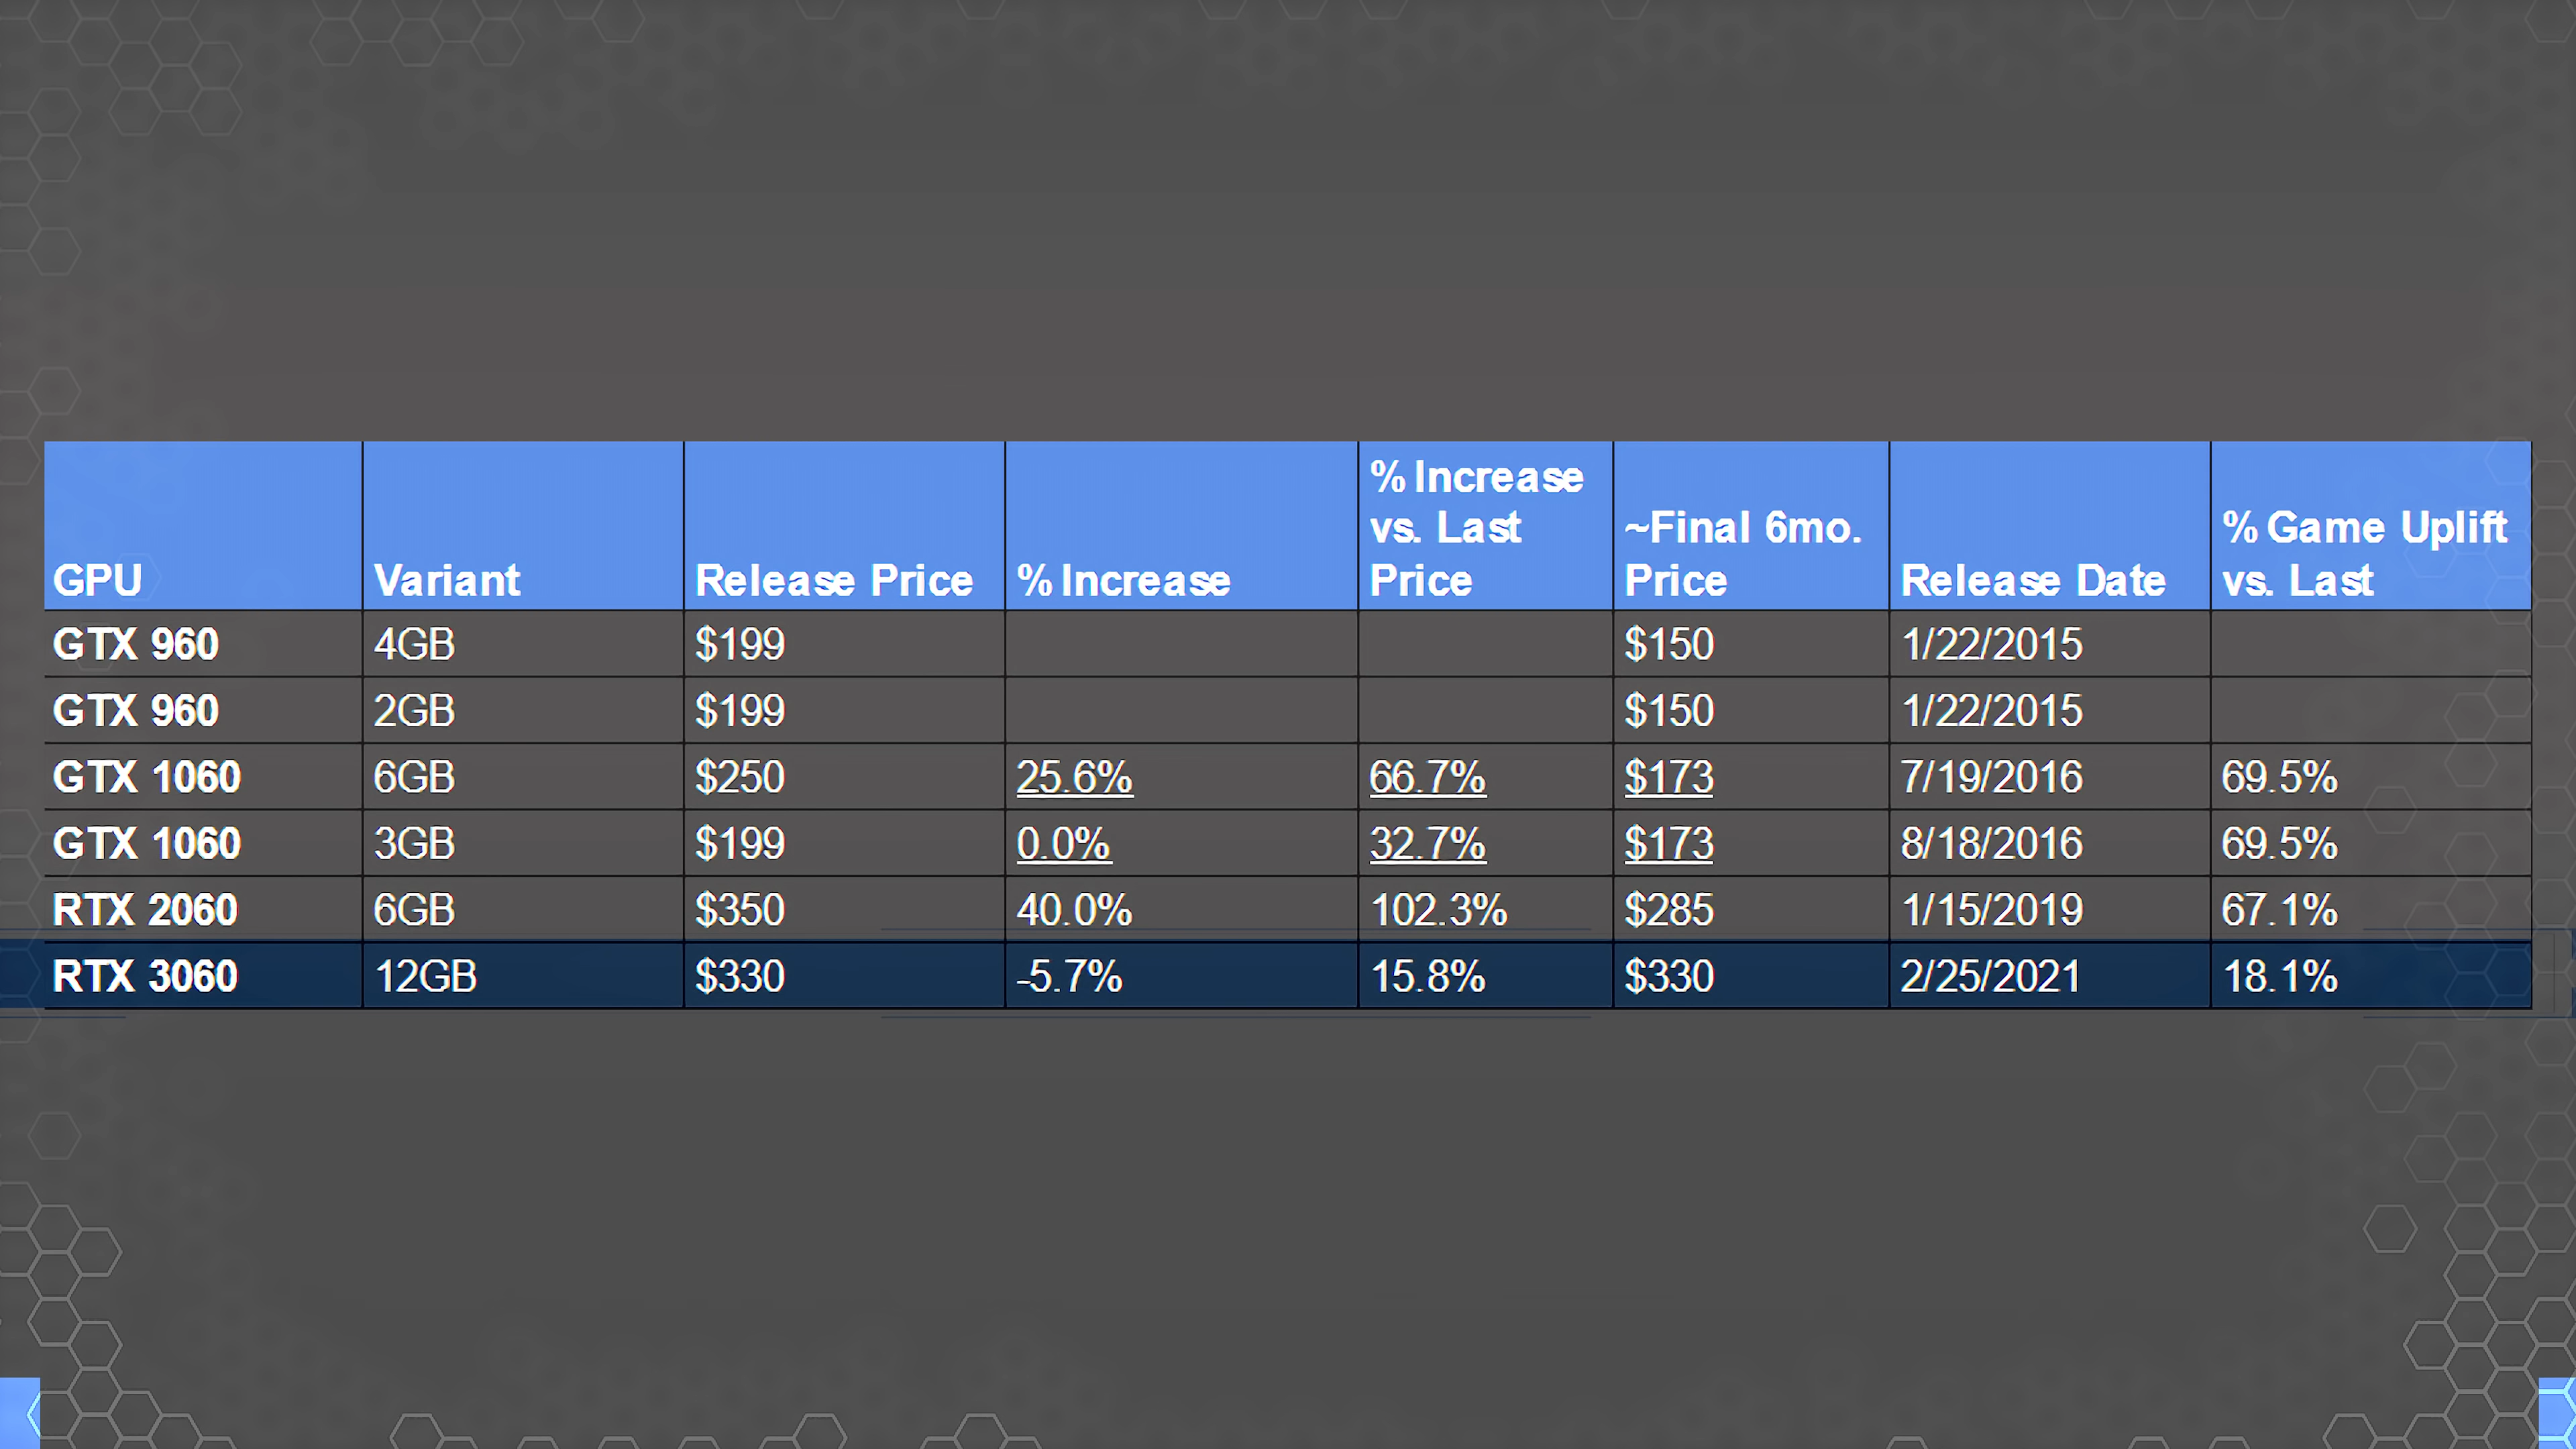 GPU Variant Release Price % Increase % Increase vs. Last Price ~Final 6mo. Price Release Date % Game Uplift vs. Last
GTX 960 4GB $199 $150 1/22/2015
GTX 960 2GB $199 $150 1/22/2015
GTX 1060 6GB $250 25.6% 66.7% $173 7/19/2016 69.5%
GTX 1060 3GB $199 0.0% 32.7% $173 8/18/2016 69.5%
RTX 2060 6GB $350 40.0% 102.3% $285 1/15/2019 67.1%
RTX 3060 12GB $330 -5.7% 15.8% $330 2/25/2021 18.1%